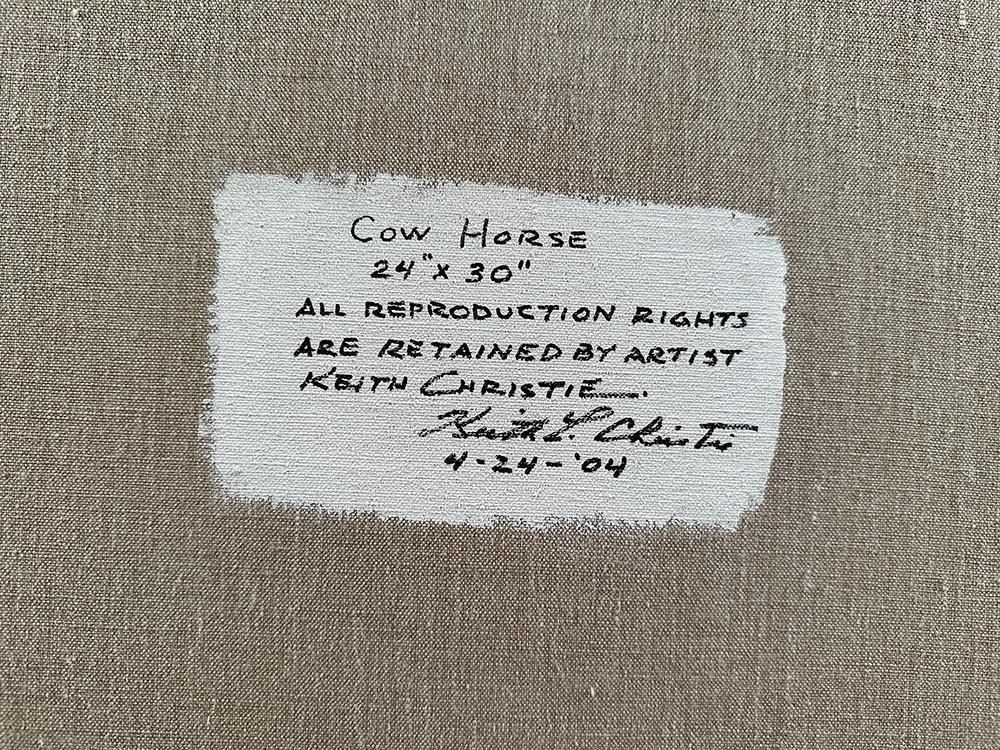 COW HORSE
24" x 30"
ALL REPRODUCTION RIGHTS
ARE RETAINED BY ARTIST
KEITH CHRISTIE.
Keith L. Christie
4-24-'04